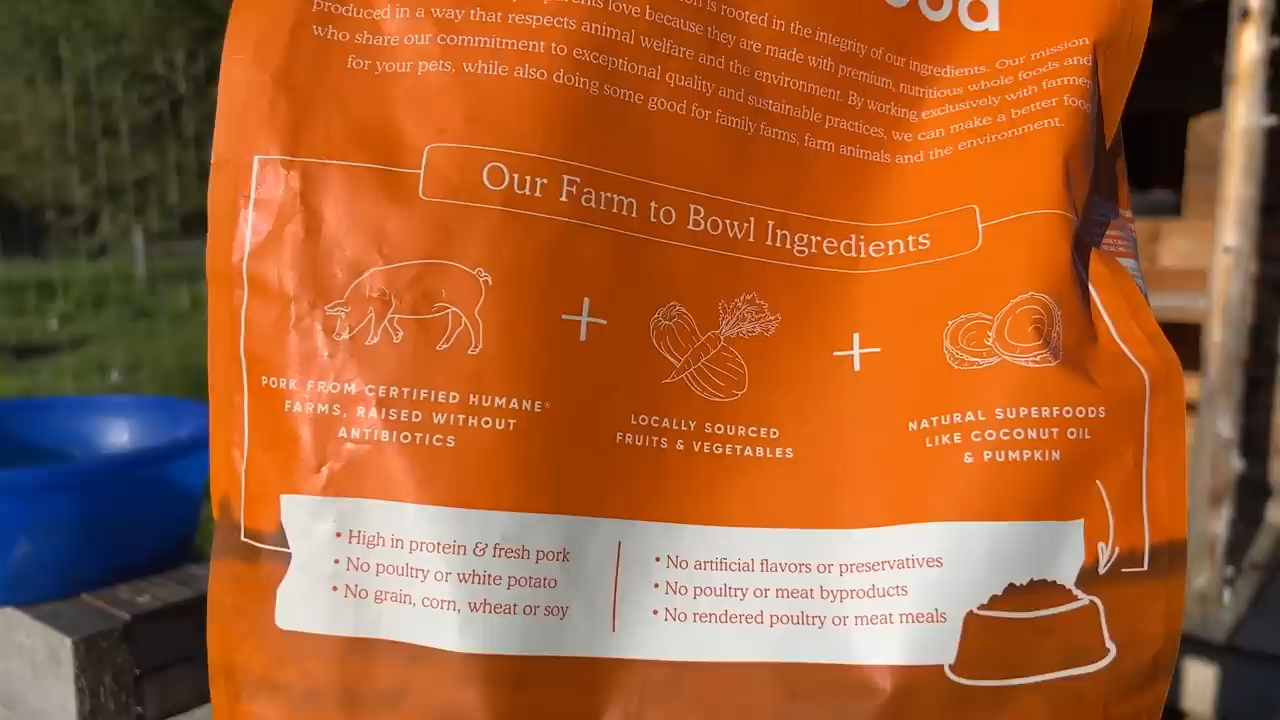 ood
is rooted in the integrity of our ingredients. Our mission
love because they are made with premium, nutritious whole foods and
produced in a way that respects animal welfare and the environment. By working exclusively with farmer
who share our commitment to exceptional quality and sustainable practices, we can make a better food
for your pets, while also doing some good for family farms, farm animals and the environment.
Our Farm to Bowl Ingredients
PORK FROM CERTIFIED HUMANE®
FARMS, RAISED WITHOUT
ANTIBIOTICS
+
LOCALLY SOURCED
FRUITS & VEGETABLES
+
NATURAL SUPERFOODS
LIKE COCONUT OIL
& PUMPKIN
• High in protein & fresh pork
• No poultry or white potato
• No grain, corn, wheat or soy
• No artificial flavors or preservatives
• No poultry or meat byproducts
• No rendered poultry or meat meals